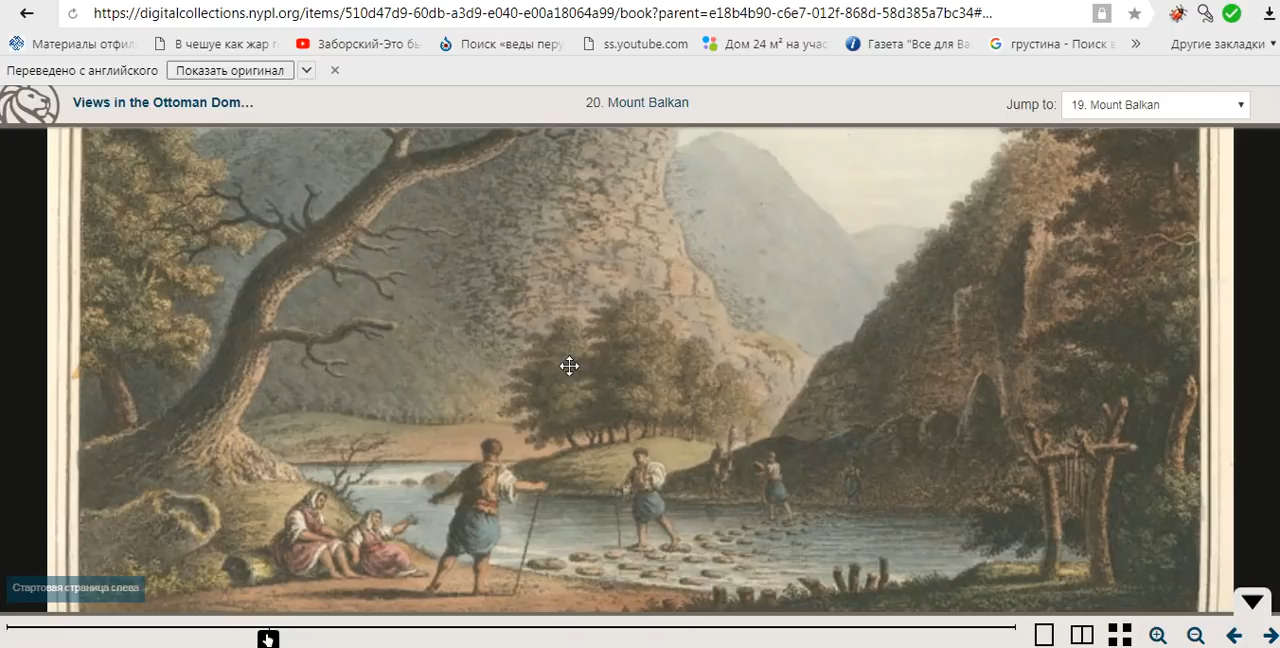 https://digitalcollections.nypl.org/items/510d47d9-60db-a3d9-e040-e00a18064a99/book?parent=e18b4b90-c6e7-012f-868d-58d385a7bc34#...
Материалы отфил В чешуе как жар г Заборский-Это бы Поиск «веды перу ss.youtube.com Дом 24 м² на учас Газета "Все для Ва грустина - Поиск в » Другие закладки
Переведено с английского Показать оригинал
Views in the Ottoman Dom... 20. Mount Balkan Jump to: 19. Mount Balkan
Стартовая страница слева